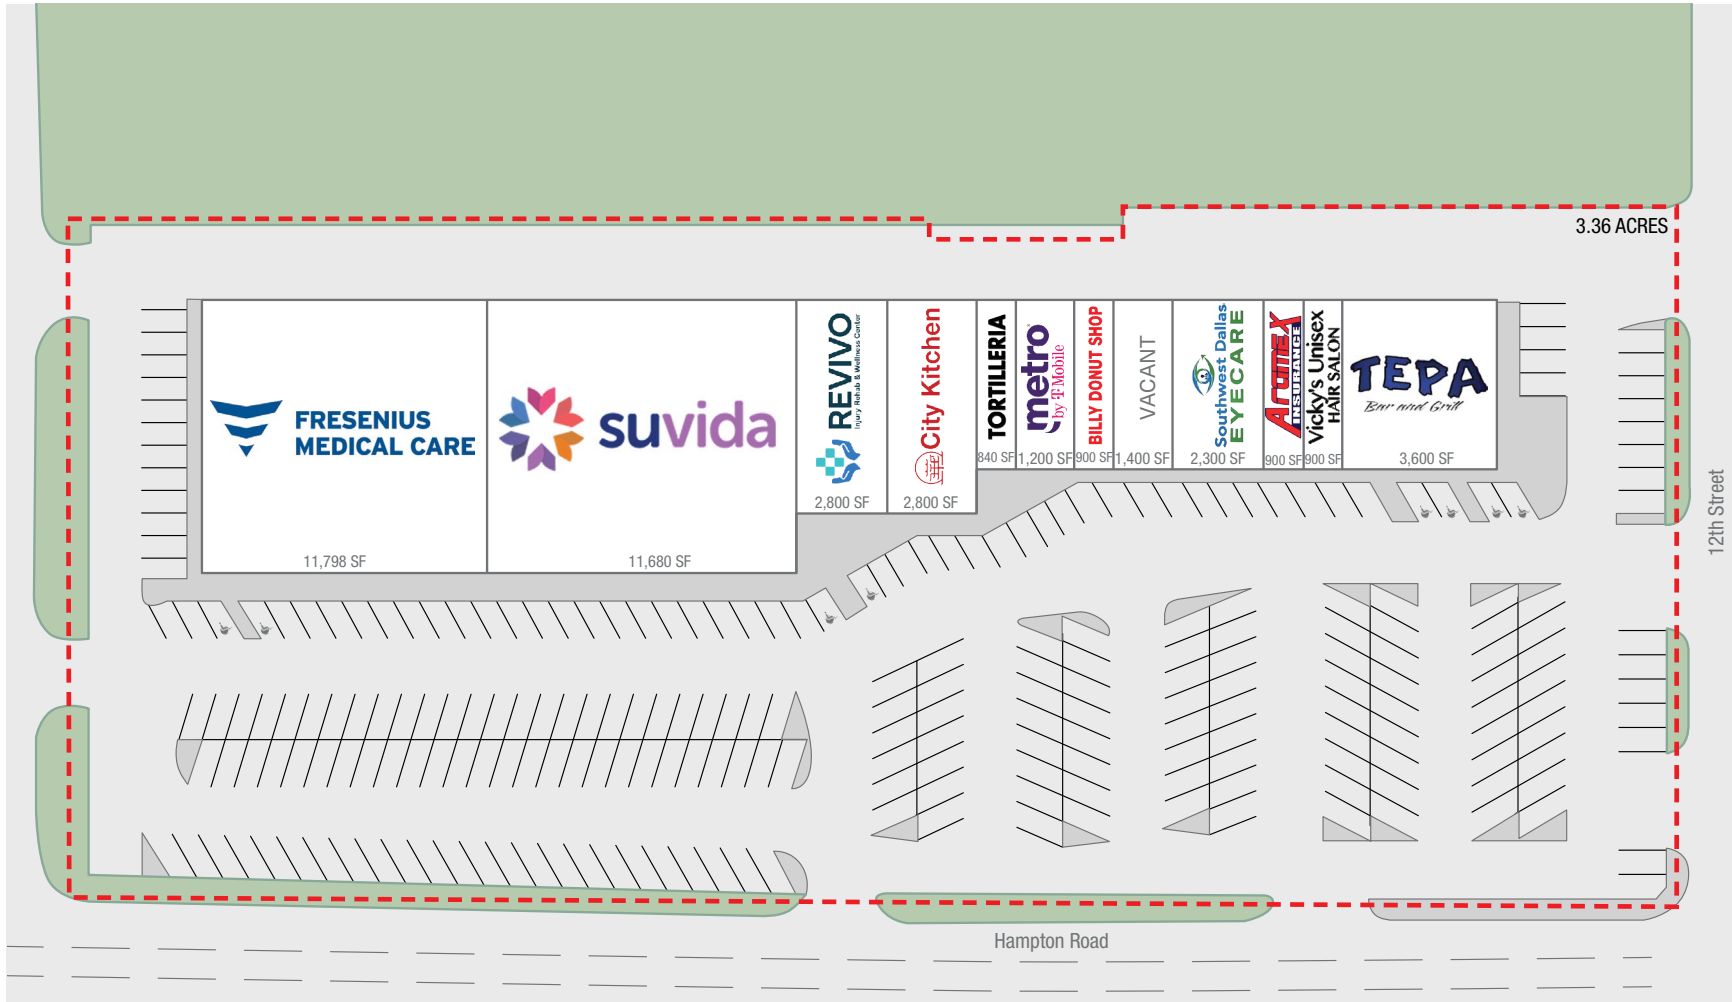 3.36 ACRES
FRESENIUS
MEDICAL CARE
11,798 SF
suvida
11,680 SF
REVIVO
Injury Rehab & Wellness Center
2,800 SF
City Kitchen
2,800 SF
TORTILLERIA
840 SF
metro
by T Mobile
1,200 SF
BILLY DONUT SHOP
900 SF
VACANT
1,400 SF
Southwest Dallas
EYECARE
2,300 SF
AromeX
INSURANCE
900 SF
Vicky's Unisex
HAIR SALON
900 SF
TEPA
Bar and Grill
3,600 SF
12th Street
Hampton Road